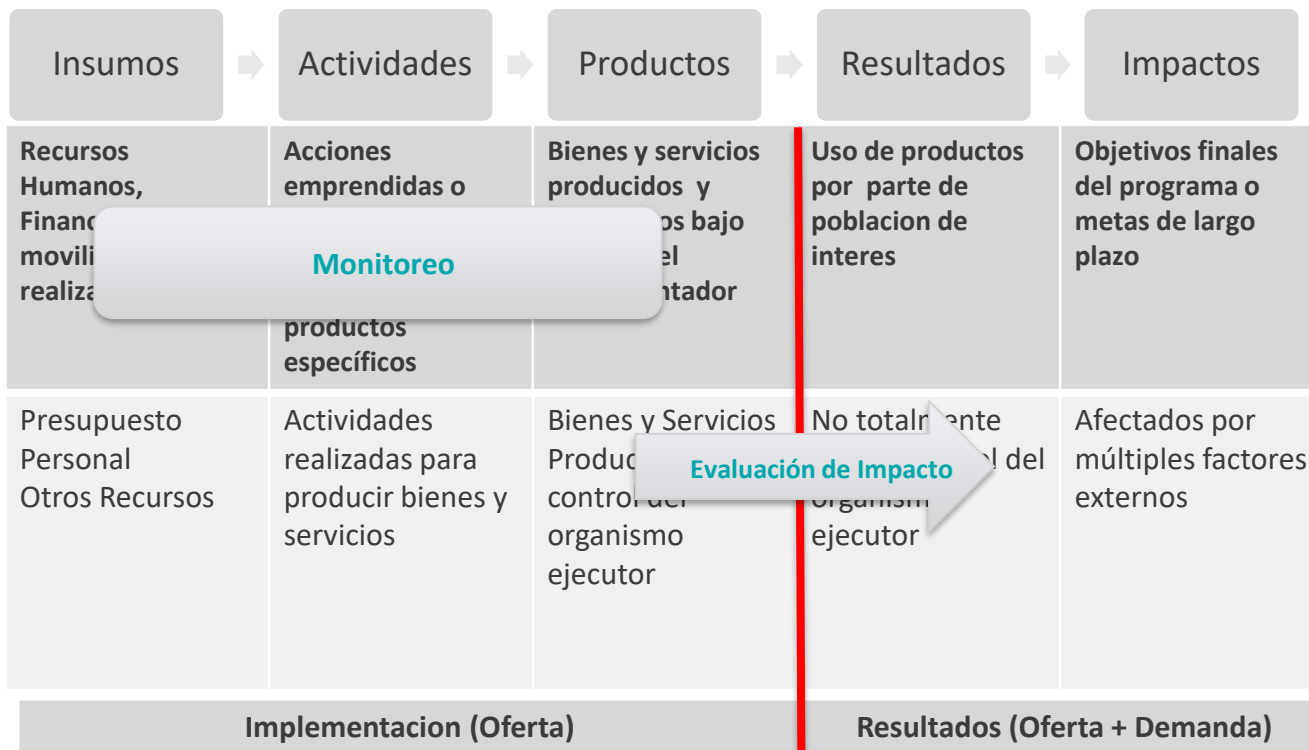 Insumos
Actividades
Productos
Resultados
Impactos
Recursos
Humanos,
Financ
movili
realiza
Acciones
emprendidas o
productos
específicos
Bienes y servicios
producidos y
os bajo
el
ntador
Uso de productos
por parte de
poblacion de
interes
Objetivos finales
del programa o
metas de largo
plazo
Monitoreo
Presupuesto
Personal
Otros Recursos
Actividades
realizadas para
producir bienes y
servicios
Bienes y Servicios
Produc
control del
organismo
ejecutor
No totalmente
l del
organism
ejecutor
Afectados por
múltiples factores
externos
Evaluación de Impacto
Implementacion (Oferta)
Resultados (Oferta + Demanda)